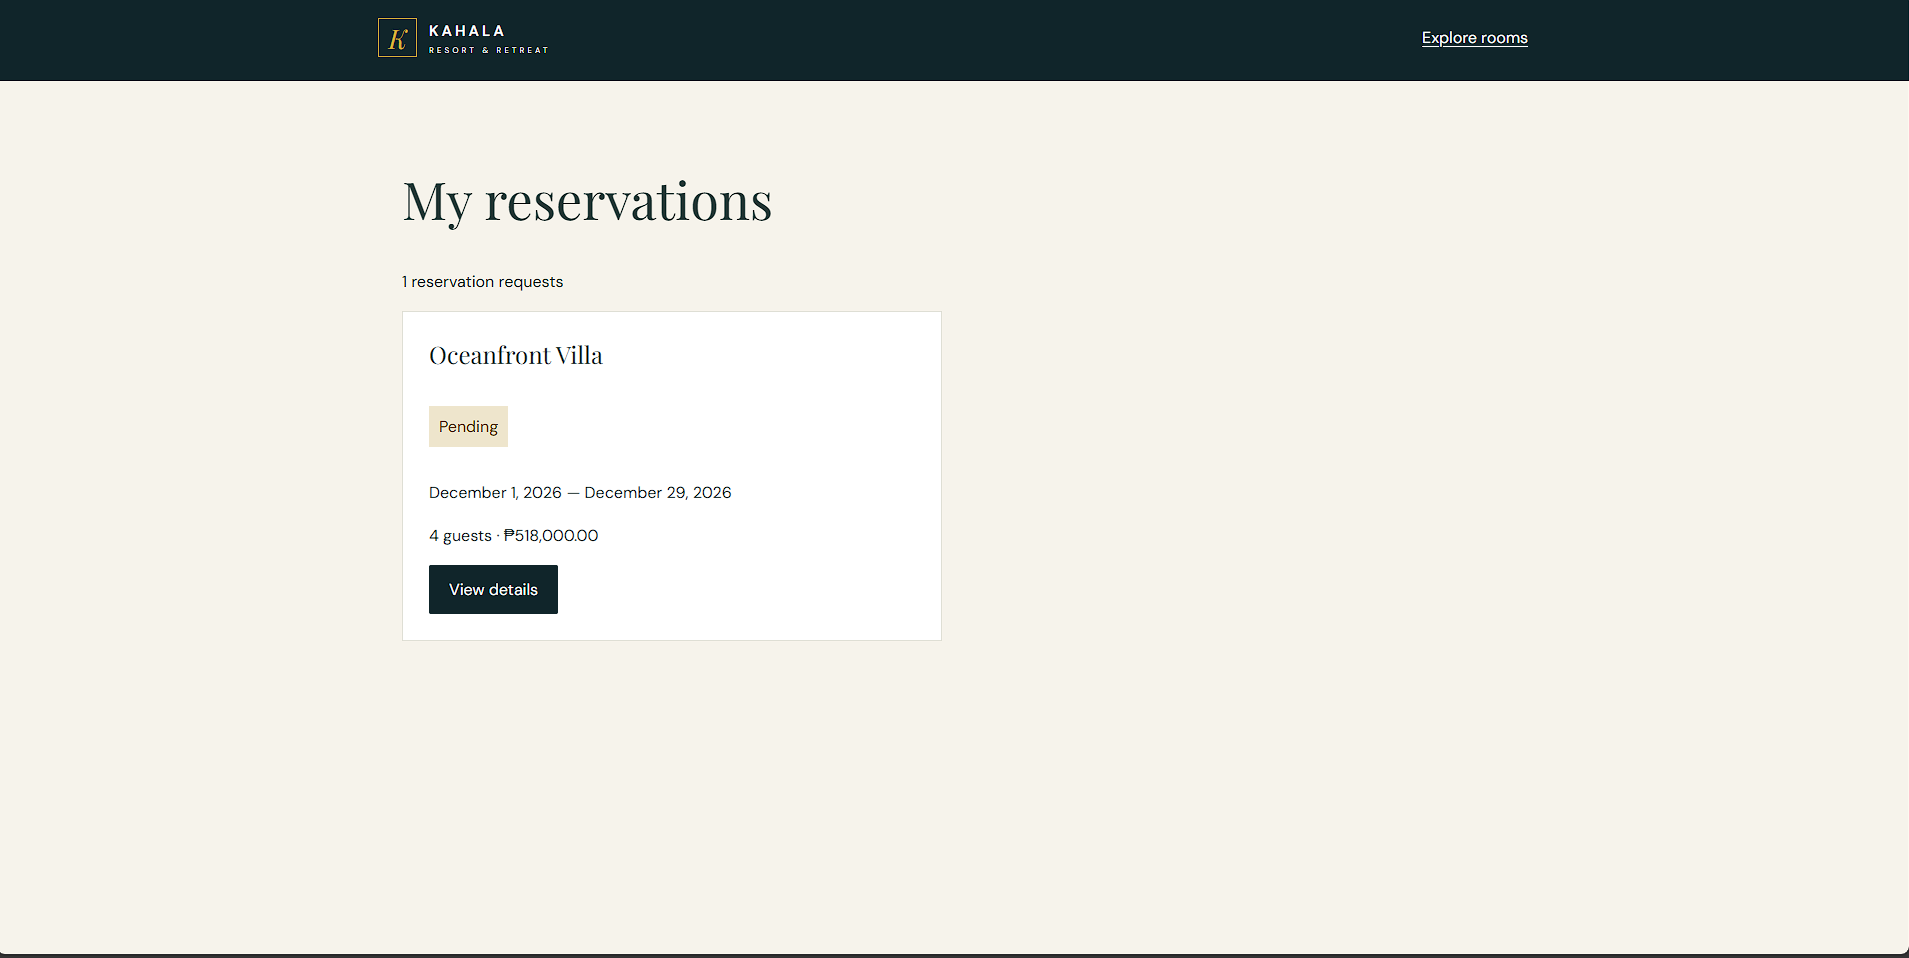 K
KAHALA
RESORT & RETREAT
Explore rooms
My reservations
1 reservation requests
Oceanfront Villa
Pending
December 1, 2026 — December 29, 2026
4 guests · ₱518,000.00
View details